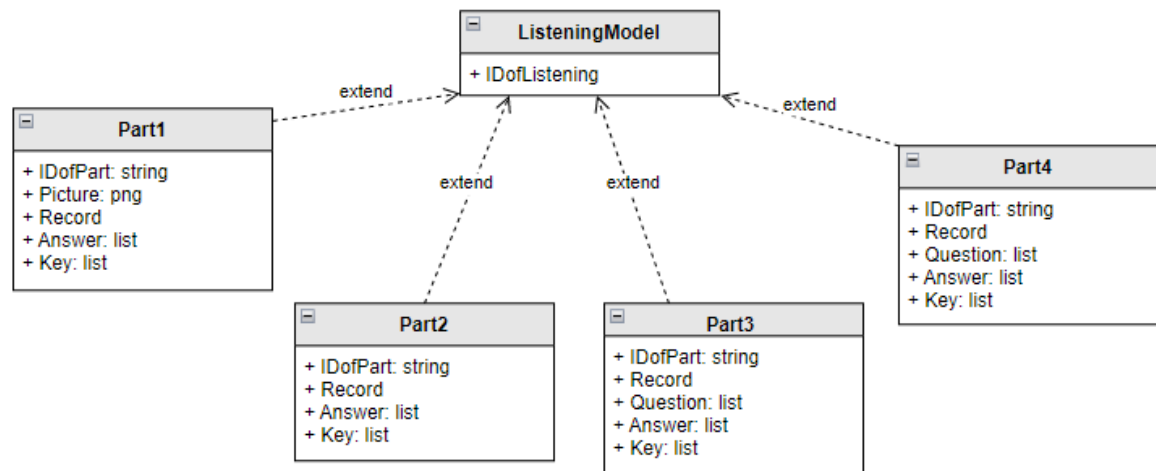 ListeningModel
+ IDofListening
extend
extend
extend
extend
Part1
+ IDofPart: string
+ Picture: png
+ Record
+ Answer: list
+ Key: list
Part2
+ IDofPart: string
+ Record
+ Answer: list
+ Key: list
Part3
+ IDofPart: string
+ Record
+ Question: list
+ Answer: list
+ Key: list
Part4
+ IDofPart: string
+ Record
+ Question: list
+ Answer: list
+ Key: list